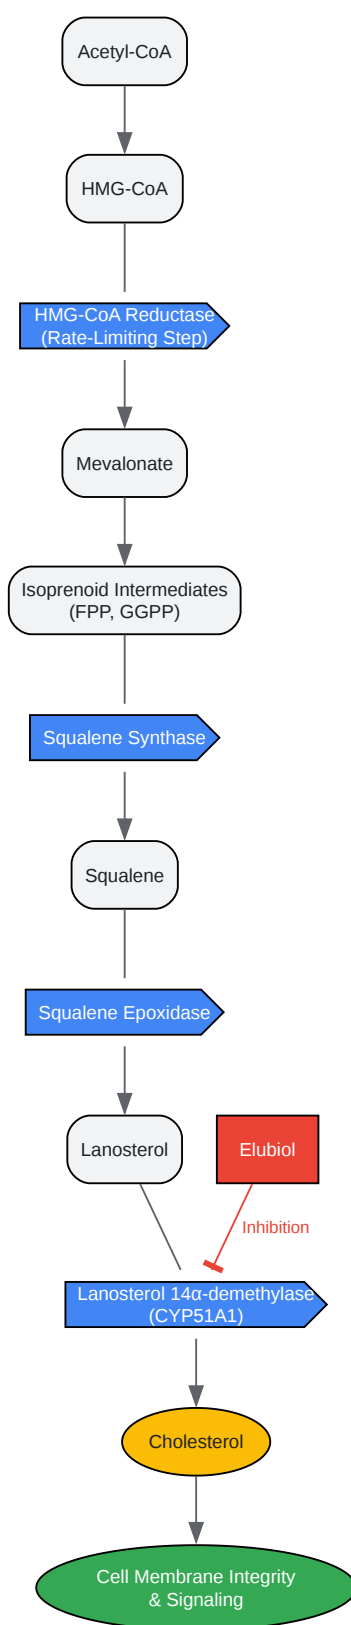 Acetyl-CoA
HMG-CoA
HMG-CoA Reductase
(Rate-Limiting Step)
Mevalonate
Isoprenoid Intermediates
(FPP, GGPP)
Squalene Synthase
Squalene
Squalene Epoxidase
Lanosterol
Elubiol
Inhibition
Lanosterol 14α-demethylase
(CYP51A1)
Cholesterol
Cell Membrane Integrity
& Signaling